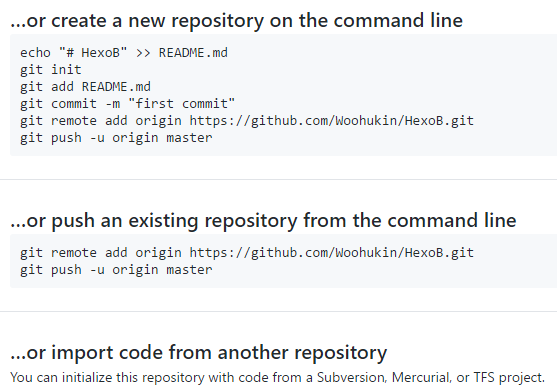 ...or create a new repository on the command line
echo "# HexoB" >> README.md
git init
git add README.md
git commit -m "first commit"
git remote add origin https://github.com/Woohukin/HexoB.git
git push -u origin master
...or push an existing repository from the command line
git remote add origin https://github.com/Woohukin/HexoB.git
git push -u origin master
...or import code from another repository
You can initialize this repository with code from a Subversion, Mercurial, or TFS project.